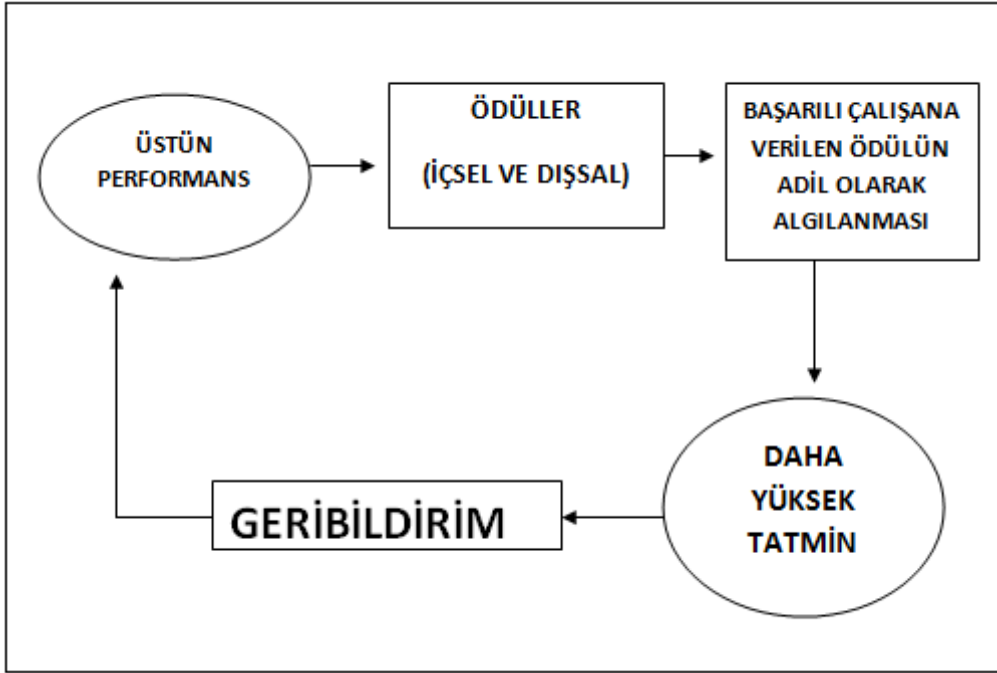 ÜSTÜN
PERFORMANS
ÖDÜLLER
(İÇSEL VE DIŞSAL)
BAŞARILI ÇALIŞANA
VERİLEN ÖDÜLÜN
ADİL OLARAK
ALGILANMASI
DAHA
YÜKSEK
TATMİN
GERİBİLDİRİM